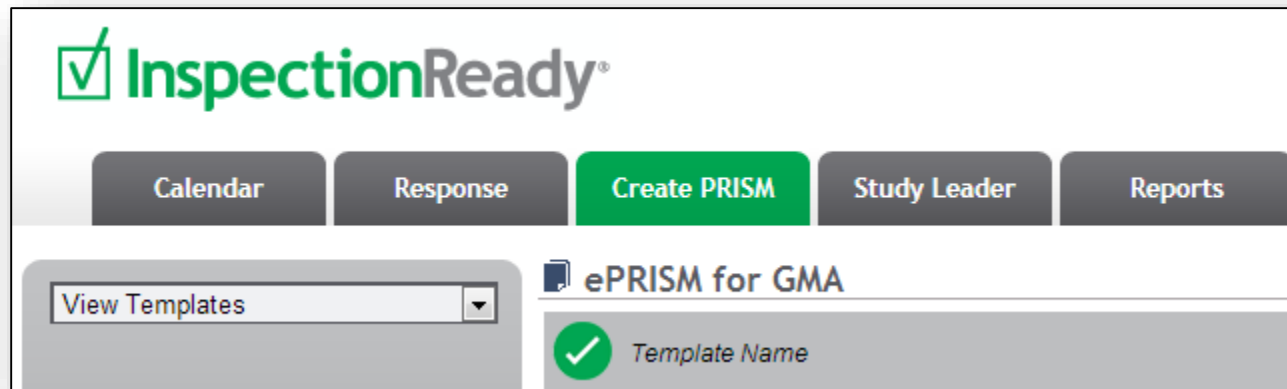 InspectionReady®
Calendar Response Create PRISM Study Leader Reports
View Templates
ePRISM for GMA
Template Name